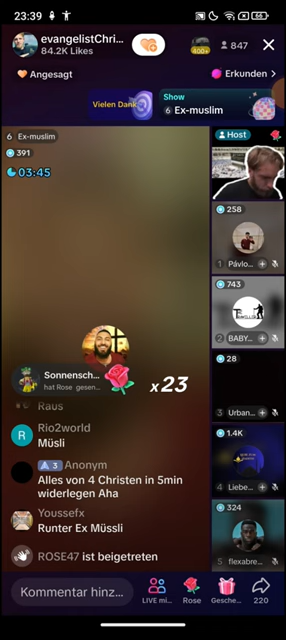 23:39
66
evangelistChri...
84.2K Likes
400+
847
Angesagt
Erkunden >
Vielen Dank
Show
6 Ex-muslim
6 Ex-muslim
391
03:45
Host
258
1 Pávlo...
743
2 BABY...
28
3 Urban...
1.4K
4 Liebe...
324
5 flexabre...
Sonnensch...
hat Rose gesen...
x23
Raus
Rio2world
Müsli
3 Anonym
Alles von 4 Christen in 5min
widerlegen Aha
Youssefx
Runter Ex Müssli
ROSE47 ist beigetreten
Kommentar hinz...
LIVE mi...
Rose
Gesche...
220